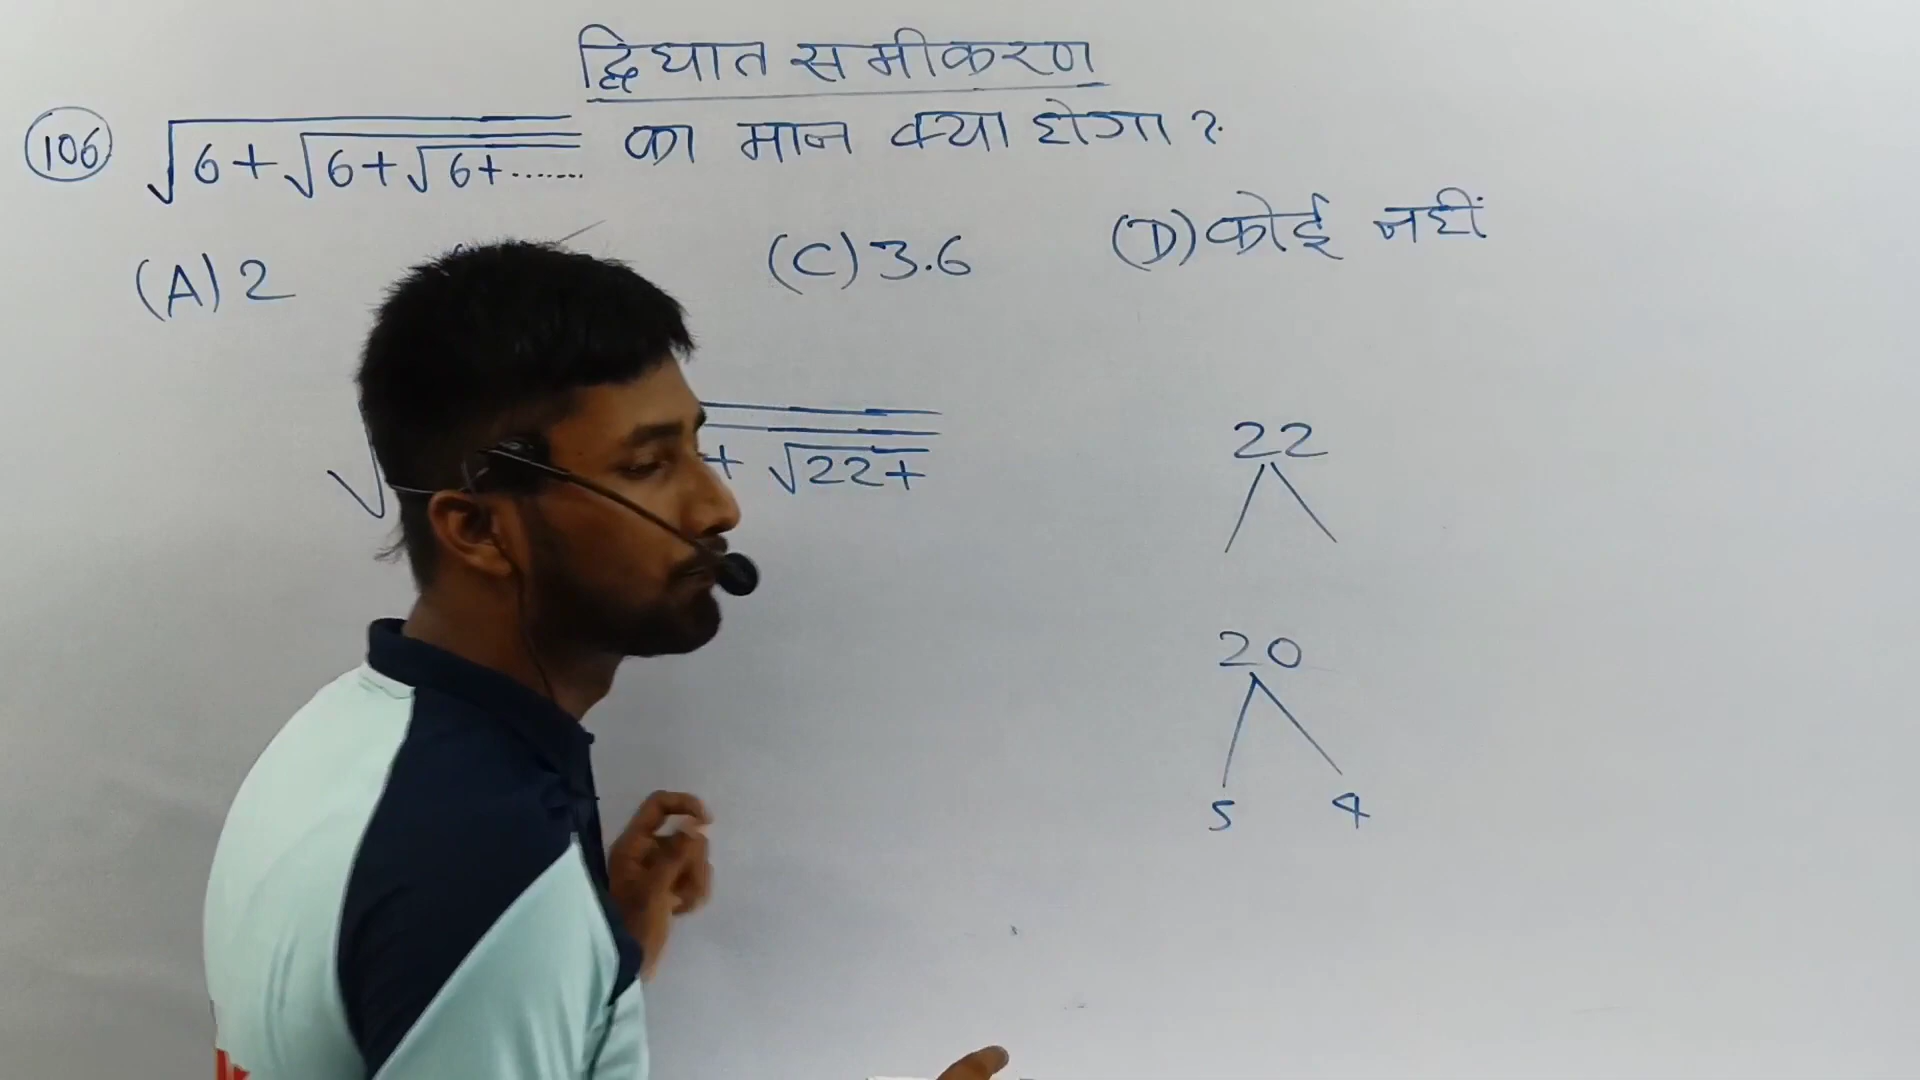 द्विघात समीकरण
106 √6+√6+√6+....... का मान क्या होगा ?
(A) 2 (C) 3.6 (D) कोई नहीं
+ √22+
22
20
5 4